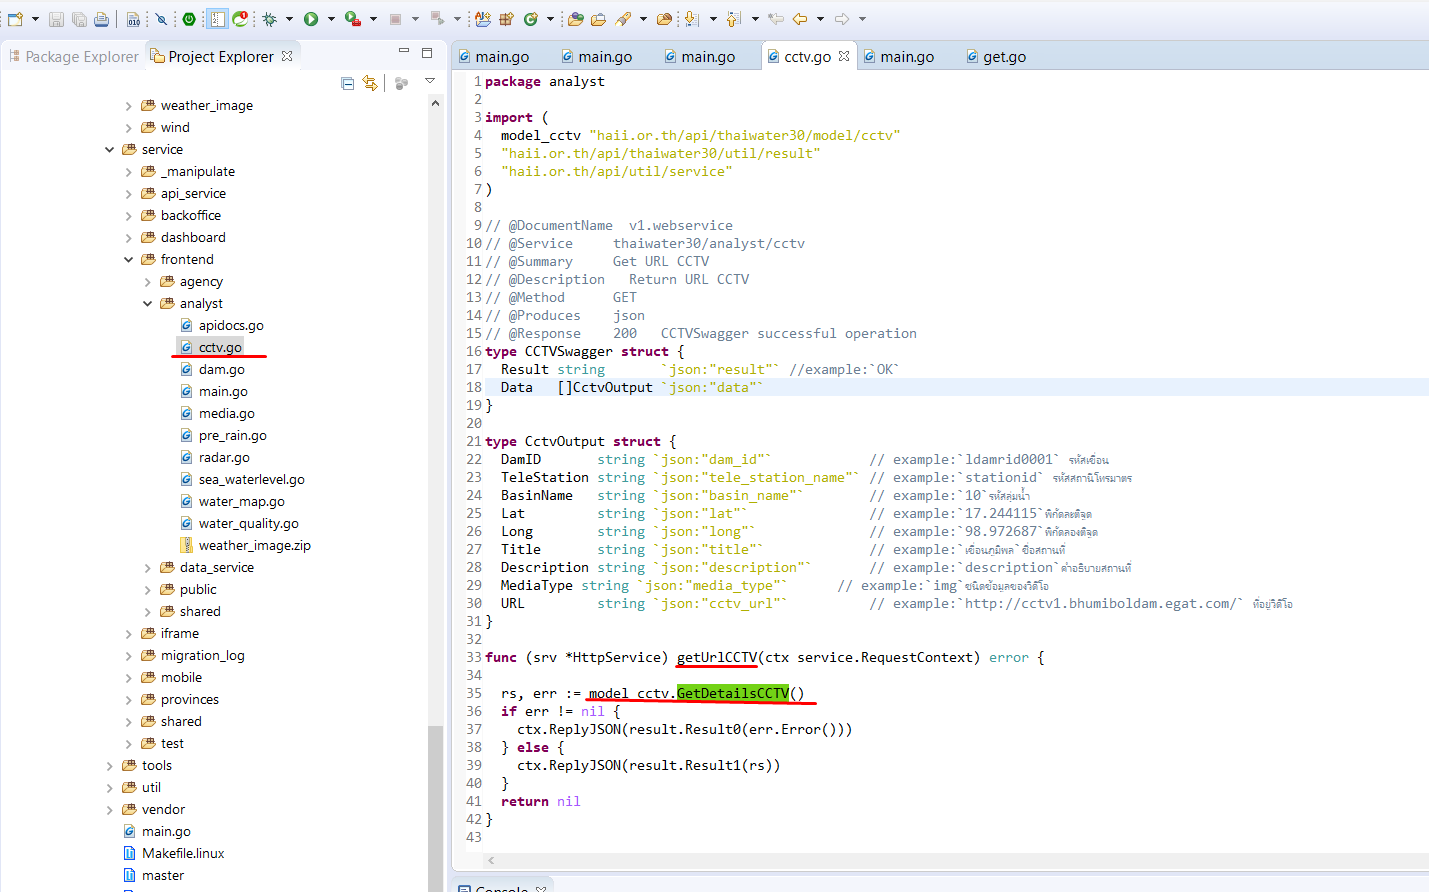 Package Explorer
Project Explorer
weather_image
wind
service
_manipulate
api_service
backoffice
dashboard
frontend
agency
analyst
apidocs.go
cctv.go
dam.go
main.go
media.go
pre_rain.go
radar.go
sea_waterlevel.go
water_map.go
water_quality.go
weather_image.zip
data_service
public
shared
iframe
migration_log
mobile
provinces
shared
test
tools
util
vendor
main.go
Makefile.linux
master
main.go main.go main.go cctv.go main.go get.go
1 package analyst
2
3 import (
4   model_cctv "haii.or.th/api/thaiwater30/model/cctv"
5   "haii.or.th/api/thaiwater30/util/result"
6   "haii.or.th/api/util/service"
7 )
8
9 // @DocumentName  v1.webservice
10 // @Service     thaiwater30/analyst/cctv
11 // @Summary     Get URL CCTV
12 // @Description   Return URL CCTV
13 // @Method      GET
14 // @Produces    json
15 // @Response    200   CCTVSwagger successful operation
16 type CCTVSwagger struct {
17   Result string       `json:"result"` //example:`OK`
18   Data   []CctvOutput `json:"data"`
19 }
20
21 type CctvOutput struct {
22   DamID       string `json:"dam_id"`            // example:`ldamrid0001` รหัสเขื่อน
23   TeleStation string `json:"tele_station_name"` // example:`stationid` รหัสสถานีโทรมาตร
24   BasinName   string `json:"basin_name"`        // example:`10`รหัสลุ่มน้ำ
25   Lat         string `json:"lat"`               // example:`17.244115`พิกัดละติจูด
26   Long        string `json:"long"`              // example:`98.972687`พิกัดลองติจูด
27   Title       string `json:"title"`             // example:`เขื่อนภูมิพล`ชื่อสถานที่
28   Description string `json:"description"`       // example:`description`คำอธิบายสถานที่
29   MediaType string `json:"media_type"`      // example:`img`ชนิดข้อมูลของวิดีโอ
30   URL         string `json:"cctv_url"`          // example:`http://cctv1.bhumiboldam.egat.com/` ที่อยู่วิดีโอ
31 }
32
33 func (srv *HttpService) getUrlCCTV(ctx service.RequestContext) error {
34
35   rs, err := model_cctv.GetDetailsCCTV()
36   if err != nil {
37     ctx.ReplyJSON(result.Result0(err.Error()))
38   } else {
39     ctx.ReplyJSON(result.Result1(rs))
40   }
41   return nil
42 }
43
Console